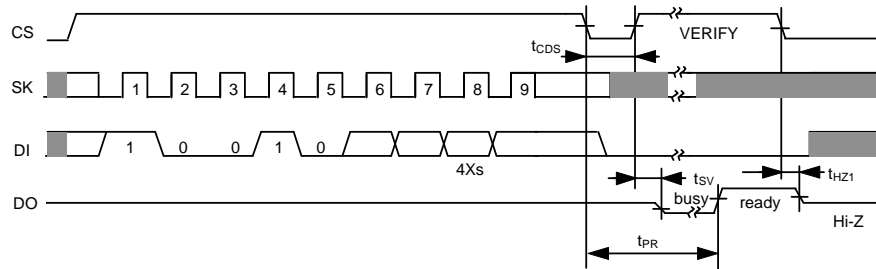 CS
VERIFY
tCDS
SK
1 2 3 4 5 6 7 8 9
DI
1 0 0 1 0
4Xs
tSV
tHZ1
DO
busy
ready
Hi-Z
tPR